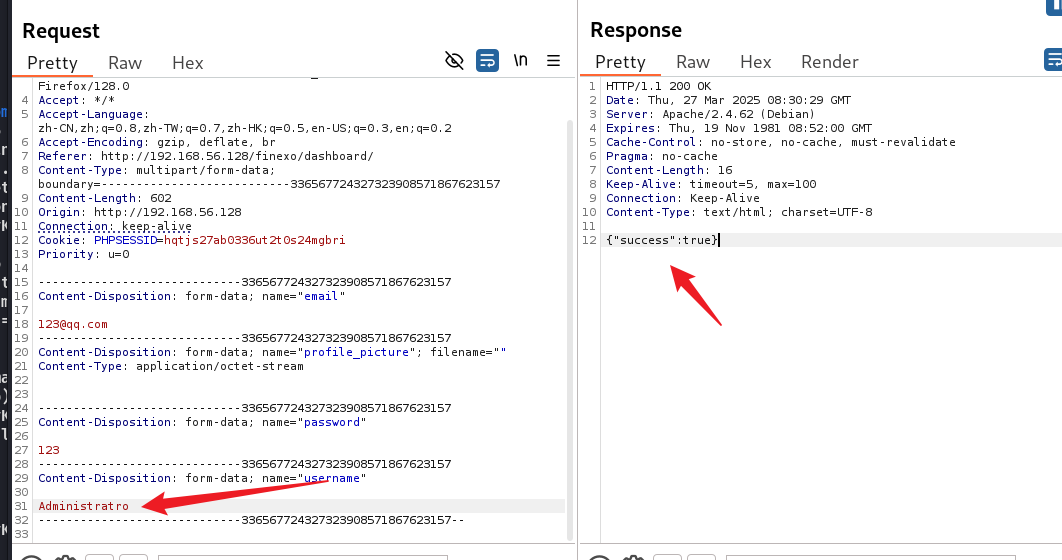 Request
Pretty Raw Hex
\n
Firefox/128.0
4 Accept: */*
5 Accept-Language:
zh-CN,zh;q=0.8,zh-TW;q=0.7,zh-HK;q=0.5,en-US;q=0.3,en;q=0.2
6 Accept-Encoding: gzip, deflate, br
7 Referer: http://192.168.56.128/finexo/dashboard/
8 Content-Type: multipart/form-data;
boundary=---------------------------3365677243273239085718676​23157
9 Content-Length: 602
10 Origin: http://192.168.56.128
11 Connection: keep-alive
12 Cookie: PHPSESSID=hqtjs27ab0336ut2t0s24mgbri
13 Priority: u=0
14
15 -----------------------------336567724327323908571867623157
16 Content-Disposition: form-data; name="email"
17
18 123@qq.com
19 -----------------------------336567724327323908571867623157
20 Content-Disposition: form-data; name="profile_picture"; filename=""
21 Content-Type: application/octet-stream
22
23
24 -----------------------------336567724327323908571867623157
25 Content-Disposition: form-data; name="password"
26
27 123
28 -----------------------------336567724327323908571867623157
29 Content-Disposition: form-data; name="username"
30
31 Administratro
32 -----------------------------336567724327323908571867623157--
33
Response
Pretty Raw Hex Render
1 HTTP/1.1 200 OK
2 Date: Thu, 27 Mar 2025 08:30:29 GMT
3 Server: Apache/2.4.62 (Debian)
4 Expires: Thu, 19 Nov 1981 08:52:00 GMT
5 Cache-Control: no-store, no-cache, must-revalidate
6 Pragma: no-cache
7 Content-Length: 16
8 Keep-Alive: timeout=5, max=100
9 Connection: Keep-Alive
10 Content-Type: text/html; charset=UTF-8
11
12 {"success":true}